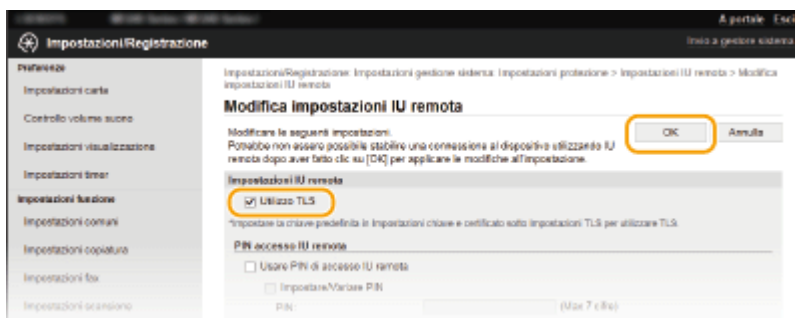 A portale Esci
Impostazioni/Registrazione
Invio a gestore sistema
Preferenze
Impostazioni carta
Controllo volume suono
Impostazioni visualizzazione
Impostazioni timer
Impostazioni funzione
Impostazioni comuni
Impostazioni copiatura
Impostazioni fax
Impostazioni scansione
Impostazioni/Registrazione: Impostazioni gestione sistema: Impostazioni protezione > Impostazioni IU remota > Modifica
impostazioni IU remota
Modifica impostazioni IU remota
Modificare le seguenti impostazioni.
Potrebbe non essere possibile stabilire una connessione al dispositivo utilizzando IU
remota dopo aver fatto clic su [OK] per applicare le modifiche all'impostazione.
OK
Annulla
Impostazioni IU remota
Utilizzo TLS
*Impostare la chiave predefinita in Impostazioni chiave e certificato sotto Impostazioni TLS per utilizzare TLS.
PIN accesso IU remota
Usare PIN di accesso IU remota
Impostare/Variare PIN
PIN:
(Max 7 cifre)